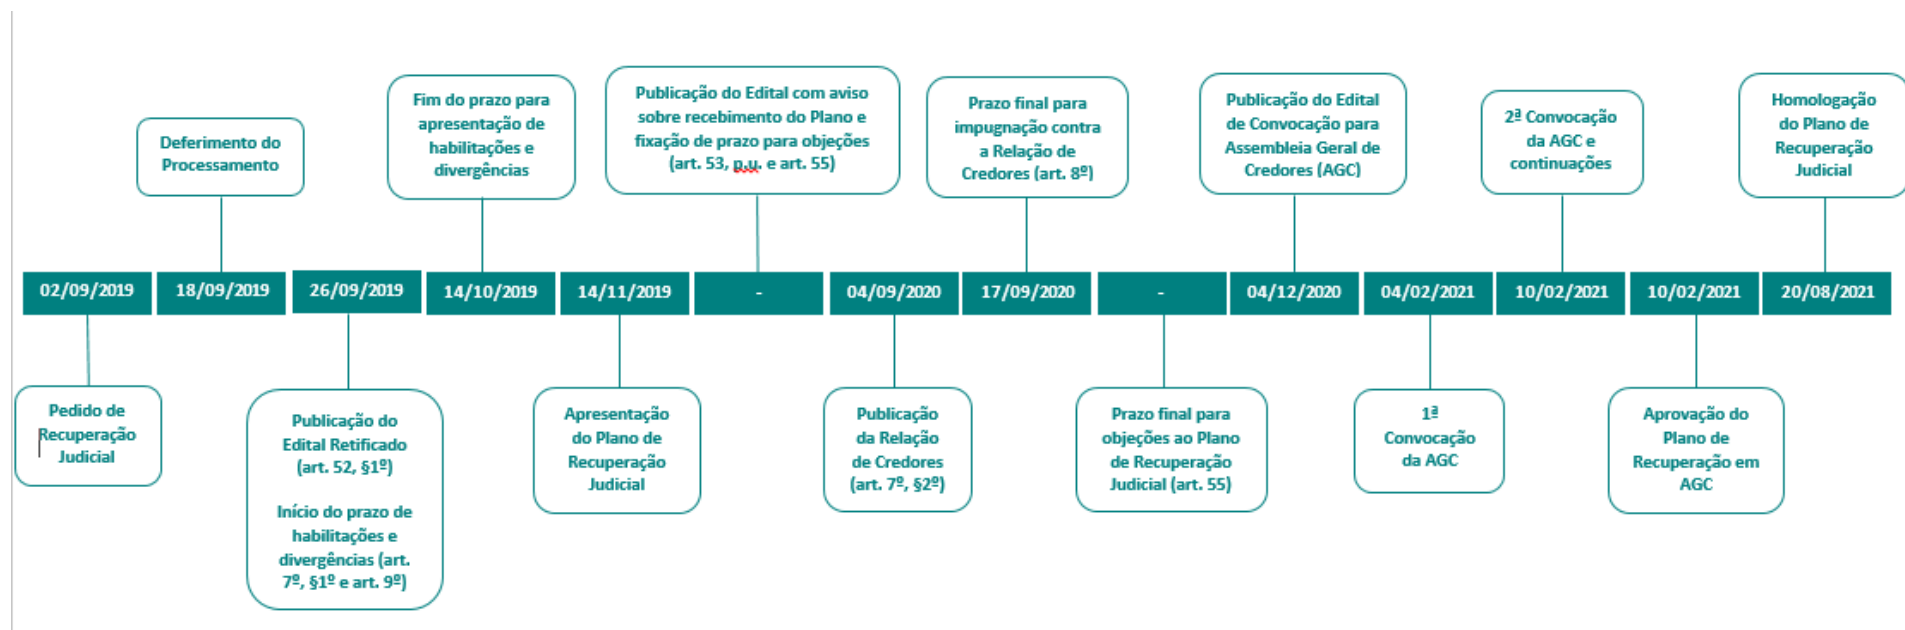 Deferimento do
Processamento
Fim do prazo para
apresentação de
habilitações e
divergências
Publicação do Edital com aviso
sobre recebimento do Plano e
fixação de prazo para objeções
(art. 53, p.u. e art. 55)
Prazo final para
impugnação contra
a Relação de
Credores (art. 8º)
Publicação do Edital
de Convocação para
Assembleia Geral de
Credores (AGC)
2ª Convocação
da AGC e
continuações
Homologação
do Plano de
Recuperação
Judicial
02/09/2019
18/09/2019
26/09/2019
14/10/2019
14/11/2019
-
04/09/2020
17/09/2020
-
04/12/2020
04/02/2021
10/02/2021
10/02/2021
20/08/2021
Pedido de
Recuperação
Judicial
Publicação do
Edital Retificado
(art. 52, §1º)
Início do prazo de
habilitações e
divergências (art.
7º, §1º e art. 9º)
Apresentação
do Plano de
Recuperação
Judicial
Publicação
da Relação
de Credores
(art. 7º, §2º)
Prazo final para
objeções ao Plano
de Recuperação
Judicial (art. 55)
1ª
Convocação
da AGC
Aprovação do
Plano de
Recuperação em
AGC